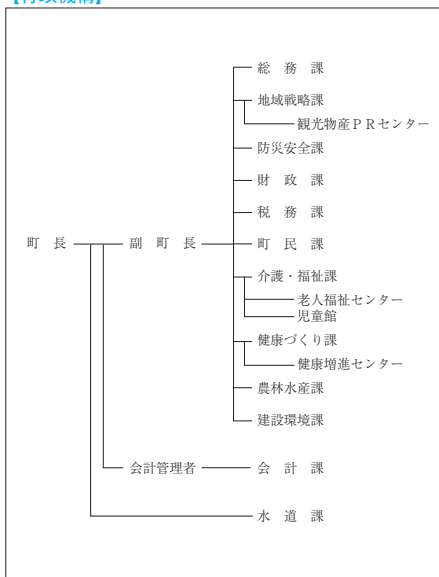 【行政機構】
総務課
地域戦略課
観光物産ＰＲセンター
防災安全課
財政課
税務課
町長 副町長 町民課
介護・福祉課
老人福祉センター
児童館
健康づくり課
健康増進センター
農林水産課
建設環境課
会計管理者 会計課
水道課